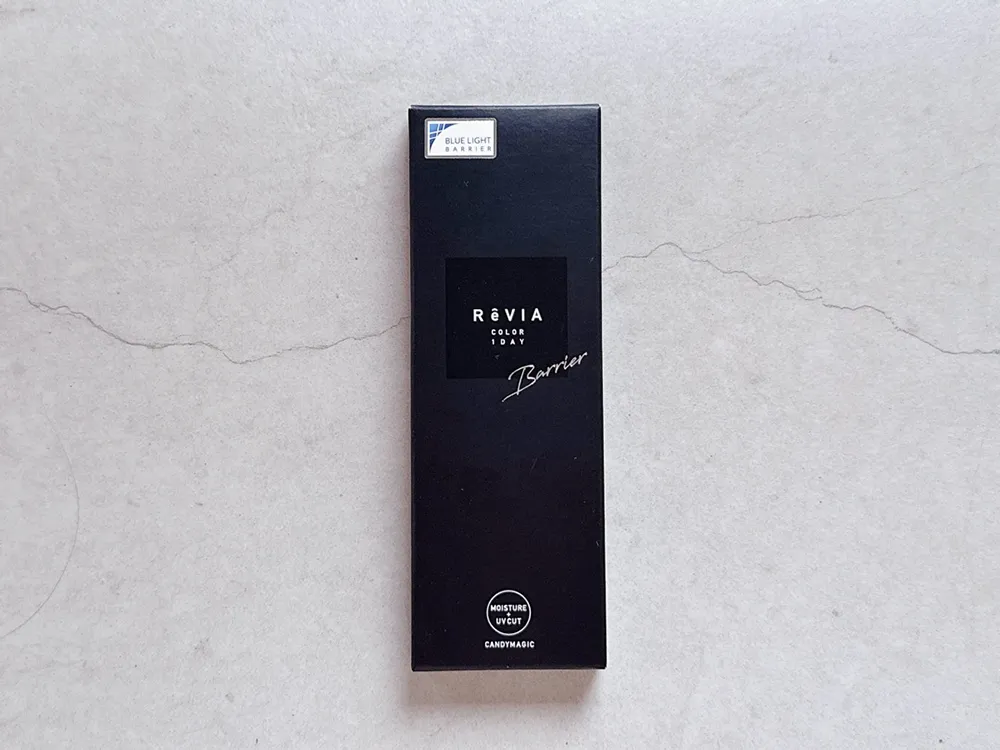 BLUE LIGHT
BARRIER
RêVIA
COLOR
1DAY
Barrier
MOISTURE
+
UVCUT
CANDYMAGIC